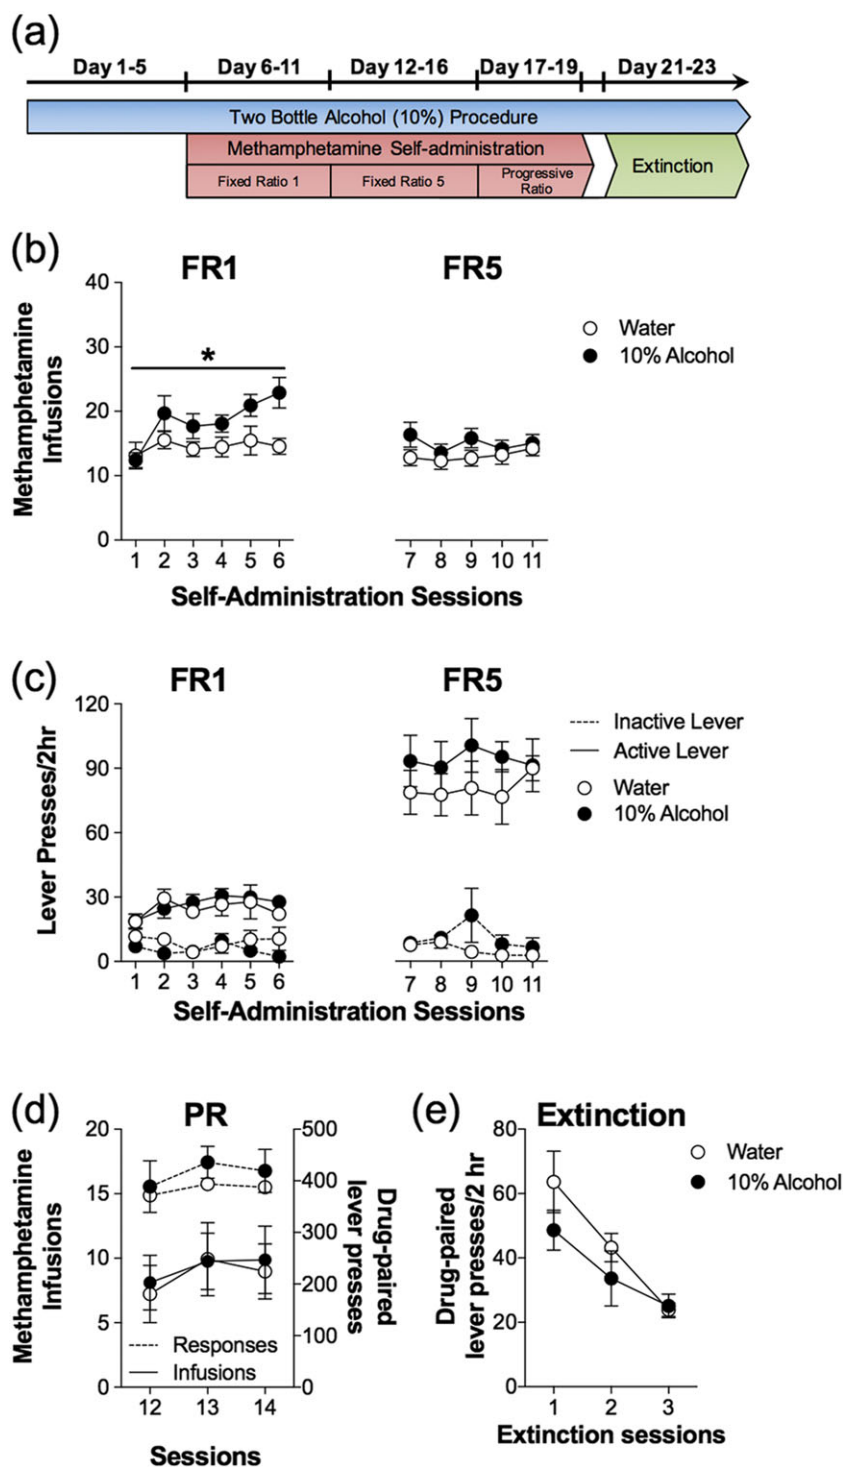 (a)
Day 1-5 Day 6-11 Day 12-16 Day 17-19 Day 21-23
Two Bottle Alcohol (10%) Procedure
Methamphetamine Self-administration
Fixed Ratio 1 Fixed Ratio 5 Progressive
Ratio
Extinction
(b)
FR1 FR5
Methamphetamine
Infusions
40
30
20
10
0
*
Water
10% Alcohol
1 2 3 4 5 6 7 8 9 10 11
Self-Administration Sessions
(c)
FR1 FR5
Lever Presses/2hr
120
90
60
30
0
Inactive Lever
Active Lever
Water
10% Alcohol
1 2 3 4 5 6 7 8 9 10 11
Self-Administration Sessions
(d)
PR
Methamphetamine
Infusions
20
15
10
5
0
500
400
300
200
100
0
Drug-paired
lever presses
Responses
Infusions
12 13 14
Sessions
(e)
Extinction
Drug-paired
lever presses/2 hr
80
60
40
20
0
Water
10% Alcohol
1 2 3
Extinction sessions